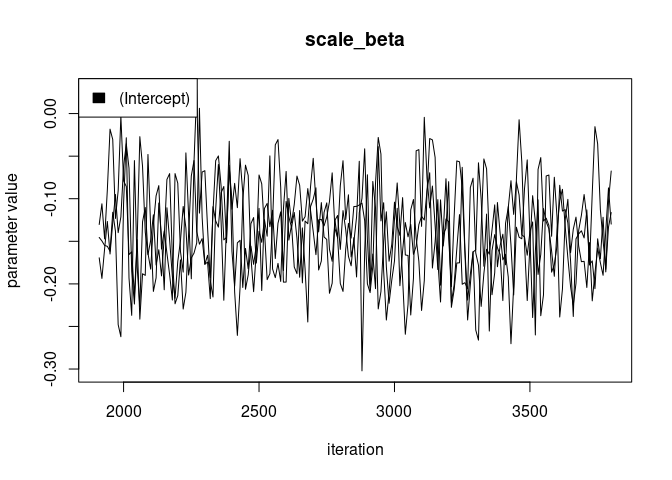 scale_beta
(Intercept)
parameter value
0.00
-0.10
-0.20
-0.30
2000 2500 3000 3500
iteration